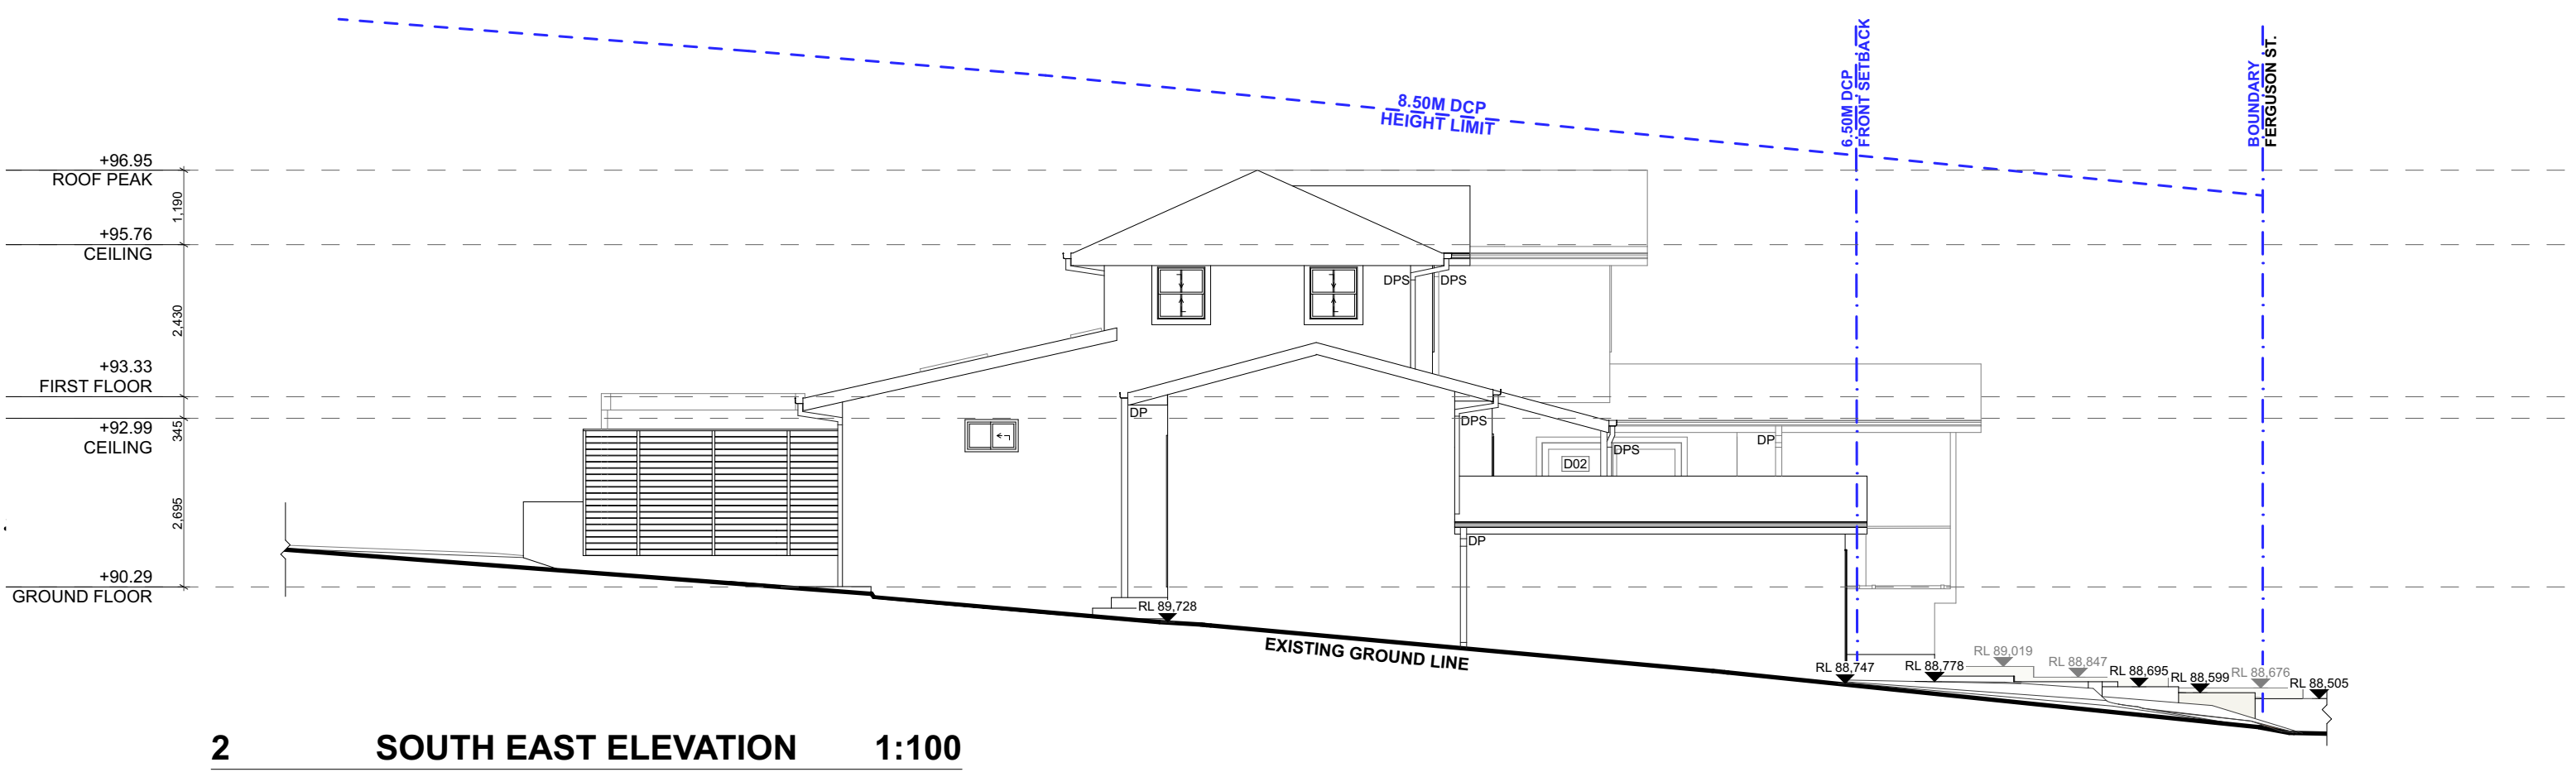 8.50M DCP
HEIGHT LIMIT
6.50M DCP
FRONT SETBACK
BOUNDARY
FERGUSON ST.
+96.95
ROOF PEAK
1,190
+95.76
CEILING
2,430
+93.33
FIRST FLOOR
345
+92.99
CEILING
2,695
+90.29
GROUND FLOOR
DPS
DPS
DP
DPS
D02
DPS
DP
DP
RL 89,728
EXISTING GROUND LINE
RL 88,747
RL 88,778
RL 89,019
RL 88,847
RL 88,695
RL 88,599
RL 88,676
RL 88,505
2 SOUTH EAST ELEVATION 1:100